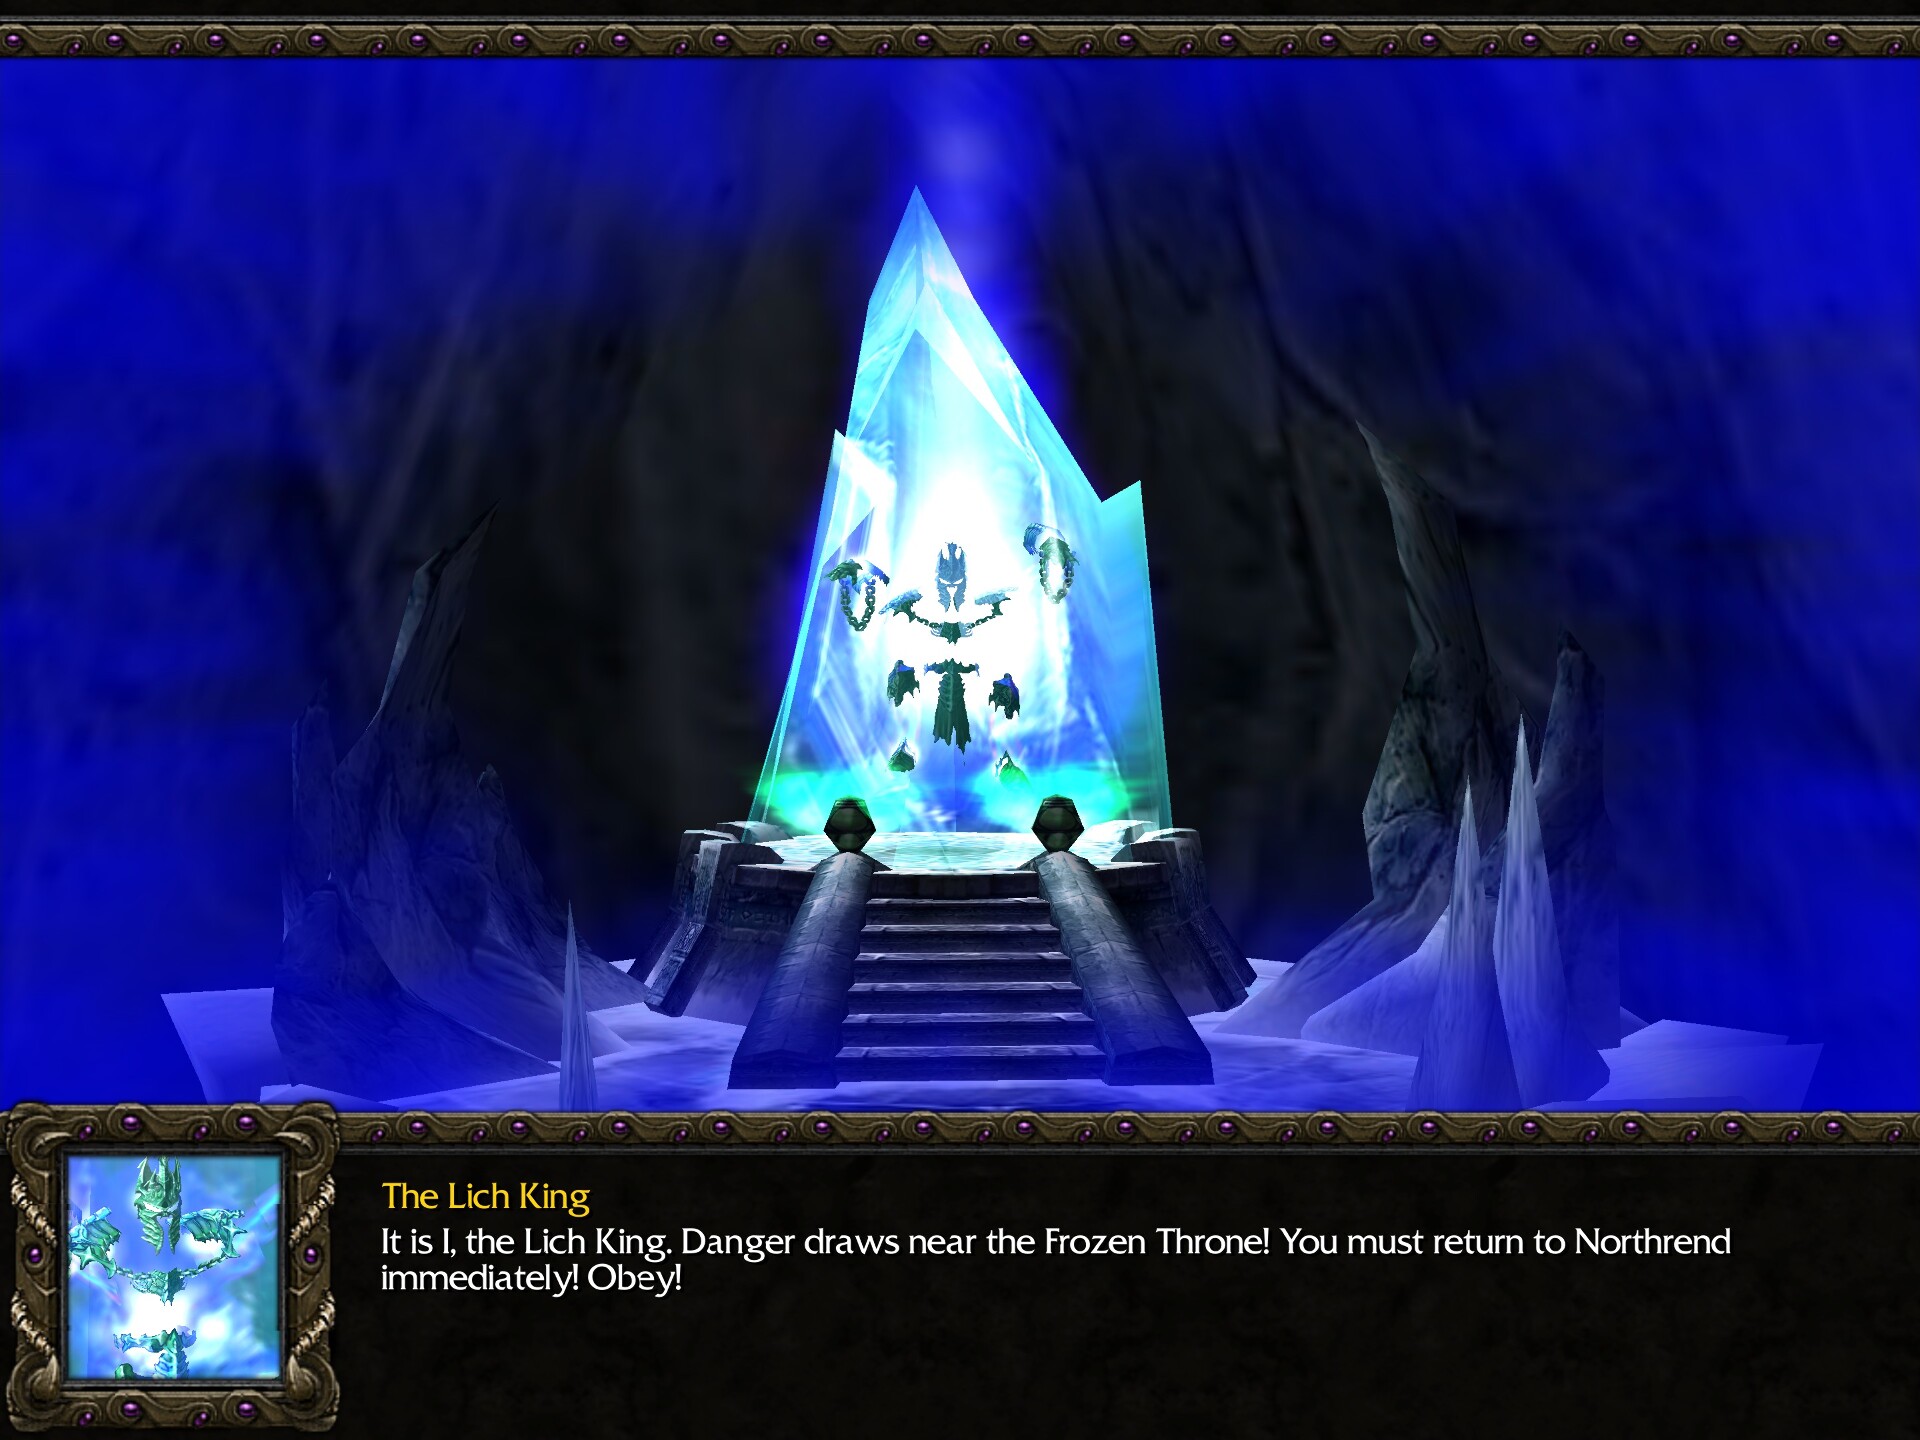 The Lich King
It is I, the Lich King. Danger draws near the Frozen Throne! You must return to Northrend
immediately! Obey!